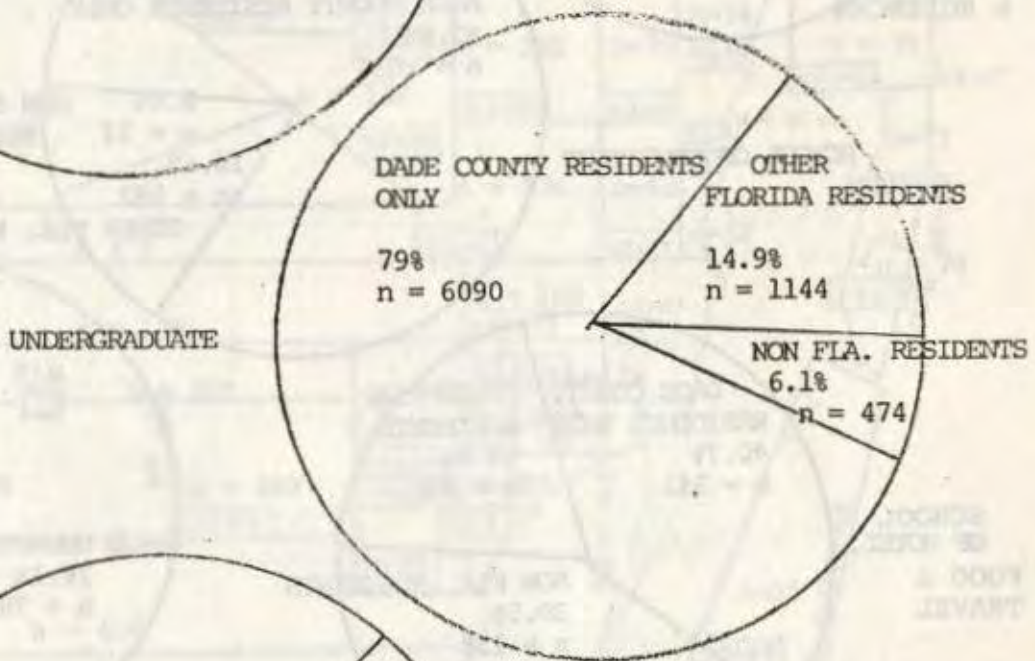 DADE COUNTY RESIDENTS
ONLY
79%
n = 6090
OTHER
FLORIDA RESIDENTS
14.9%
n = 1144
NON FLA. RESIDENTS
6.1%
n = 474
UNDERGRADUATE